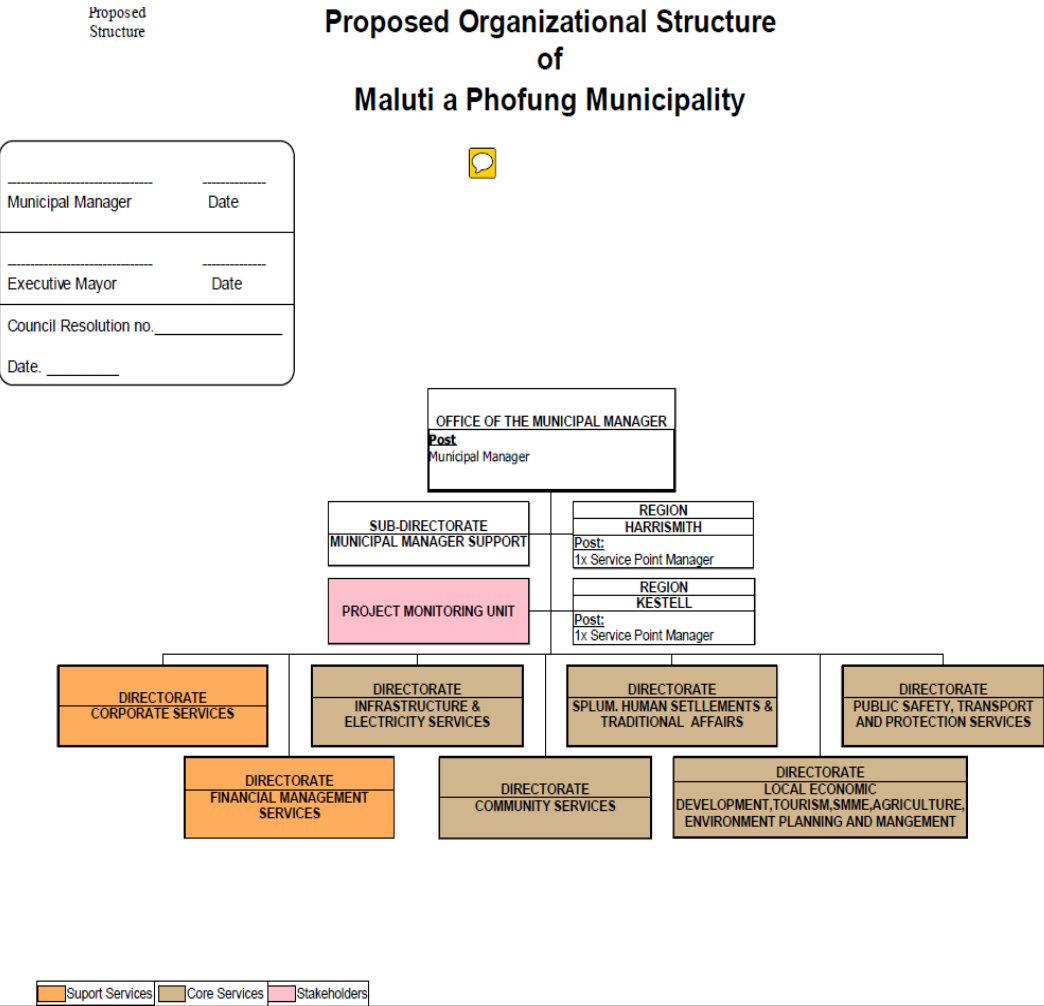 Proposed
Structure
Proposed Organizational Structure
of
Maluti a Phofung Municipality
-------------------------------- --------------
Municipal Manager Date
-------------------------------- --------------
Executive Mayor Date
Council Resolution no.________________
Date. _________
OFFICE OF THE MUNICIPAL MANAGER
Post
Municipal Manager
SUB-DIRECTORATE
MUNICIPAL MANAGER SUPPORT
REGION
HARRISMITH
Post:
1x Service Point Manager
PROJECT MONITORING UNIT
REGION
KESTELL
Post:
1x Service Point Manager
DIRECTORATE
CORPORATE SERVICES
DIRECTORATE
INFRASTRUCTURE &
ELECTRICITY SERVICES
DIRECTORATE
SPLUM. HUMAN SETLLEMENTS &
TRADITIONAL AFFAIRS
DIRECTORATE
PUBLIC SAFETY, TRANSPORT
AND PROTECTION SERVICES
DIRECTORATE
FINANCIAL MANAGEMENT
SERVICES
DIRECTORATE
COMMUNITY SERVICES
DIRECTORATE
LOCAL ECONOMIC
DEVELOPMENT,TOURISM,SMME,AGRICULTURE,
ENVIRONMENT PLANNING AND MANGEMENT
Suport Services Core Services Stakeholders